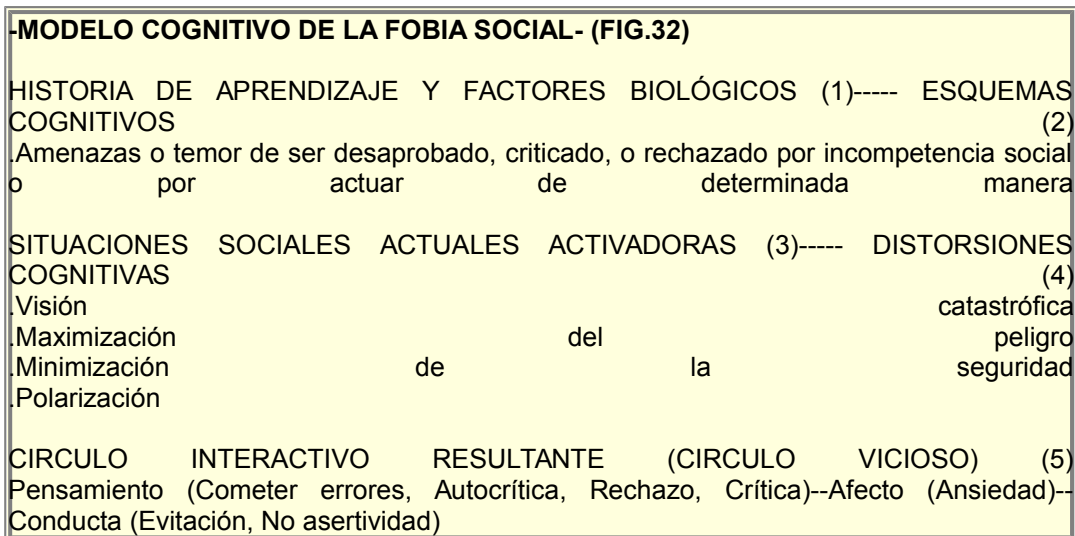 -MODELO COGNITIVO DE LA FOBIA SOCIAL- (FIG.32)
HISTORIA DE APRENDIZAJE Y FACTORES BIOLÓGICOS (1)----- ESQUEMAS
COGNITIVOS (2)
.Amenazas o temor de ser desaprobado, criticado, o rechazado por incompetencia social
o por actuar de determinada manera
SITUACIONES SOCIALES ACTUALES ACTIVADORAS (3)----- DISTORSIONES
COGNITIVAS (4)
.Visión catastrófica
.Maximización del peligro
.Minimización de la seguridad
.Polarización
CIRCULO INTERACTIVO RESULTANTE (CIRCULO VICIOSO) (5)
Pensamiento (Cometer errores, Autocrítica, Rechazo, Crítica)--Afecto (Ansiedad)--
Conducta (Evitación, No asertividad)